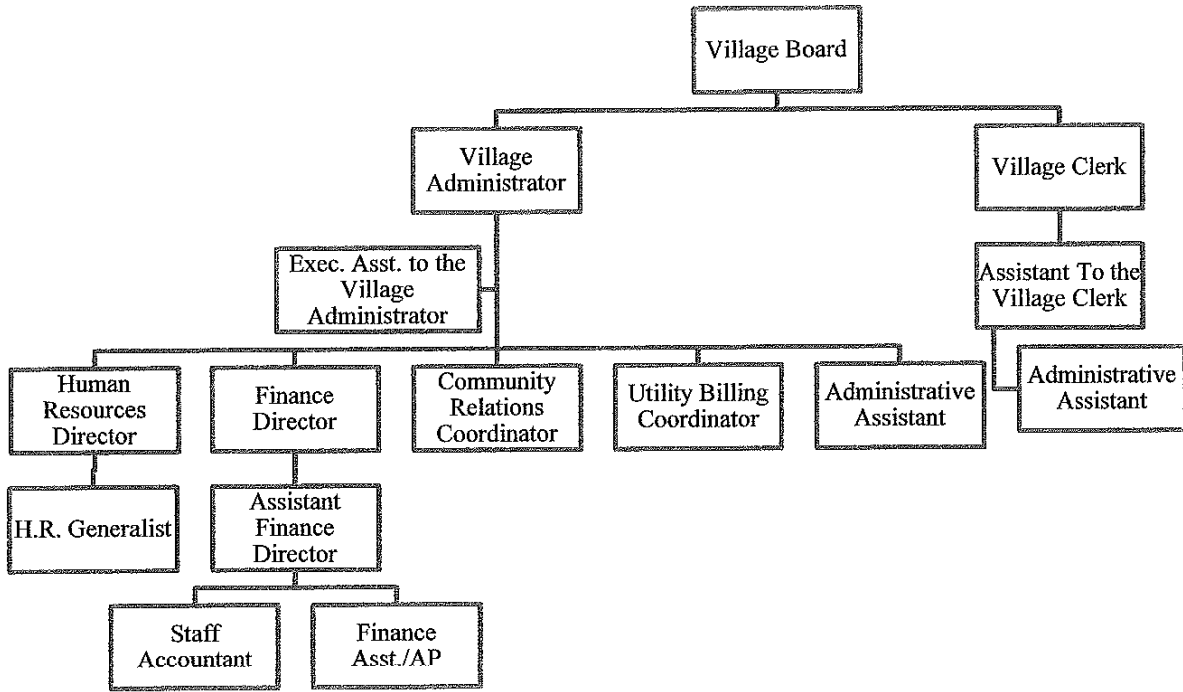 Village Board
Village
Administrator
Village Clerk
Exec. Asst. to the
Village
Administrator
Assistant To the
Village Clerk
Human
Resources
Director
Finance
Director
Community
Relations
Coordinator
Utility Billing
Coordinator
Administrative
Assistant
Administrative
Assistant
H.R. Generalist
Assistant
Finance
Director
Staff
Accountant
Finance
Asst./AP